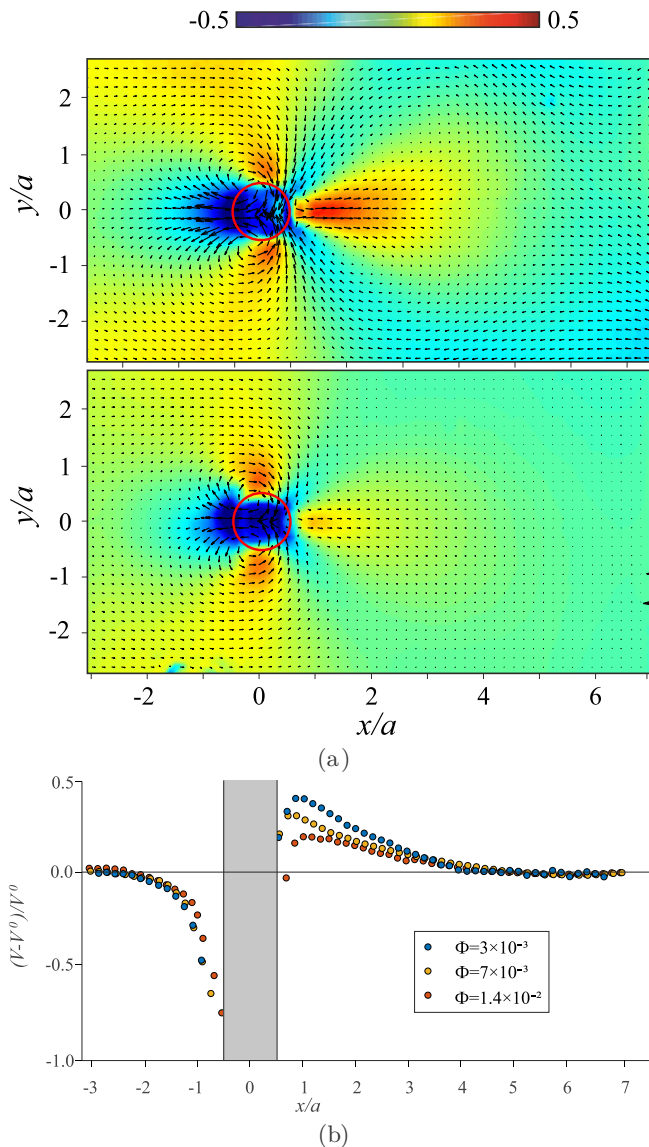 -0.5 0.5
2
1
0
-1
-2
y/a
2
1
0
-1
-2
y/a
-2 0 2 4 6
x/a
(a)
0.5
0.0
-0.5
-1.0
(V-V⁰)/V⁰
Φ=3×10⁻³
Φ=7×10⁻³
Φ=1.4×10⁻²
-3 -2 -1 0 1 2 3 4 5 6 7
x/a
(b)